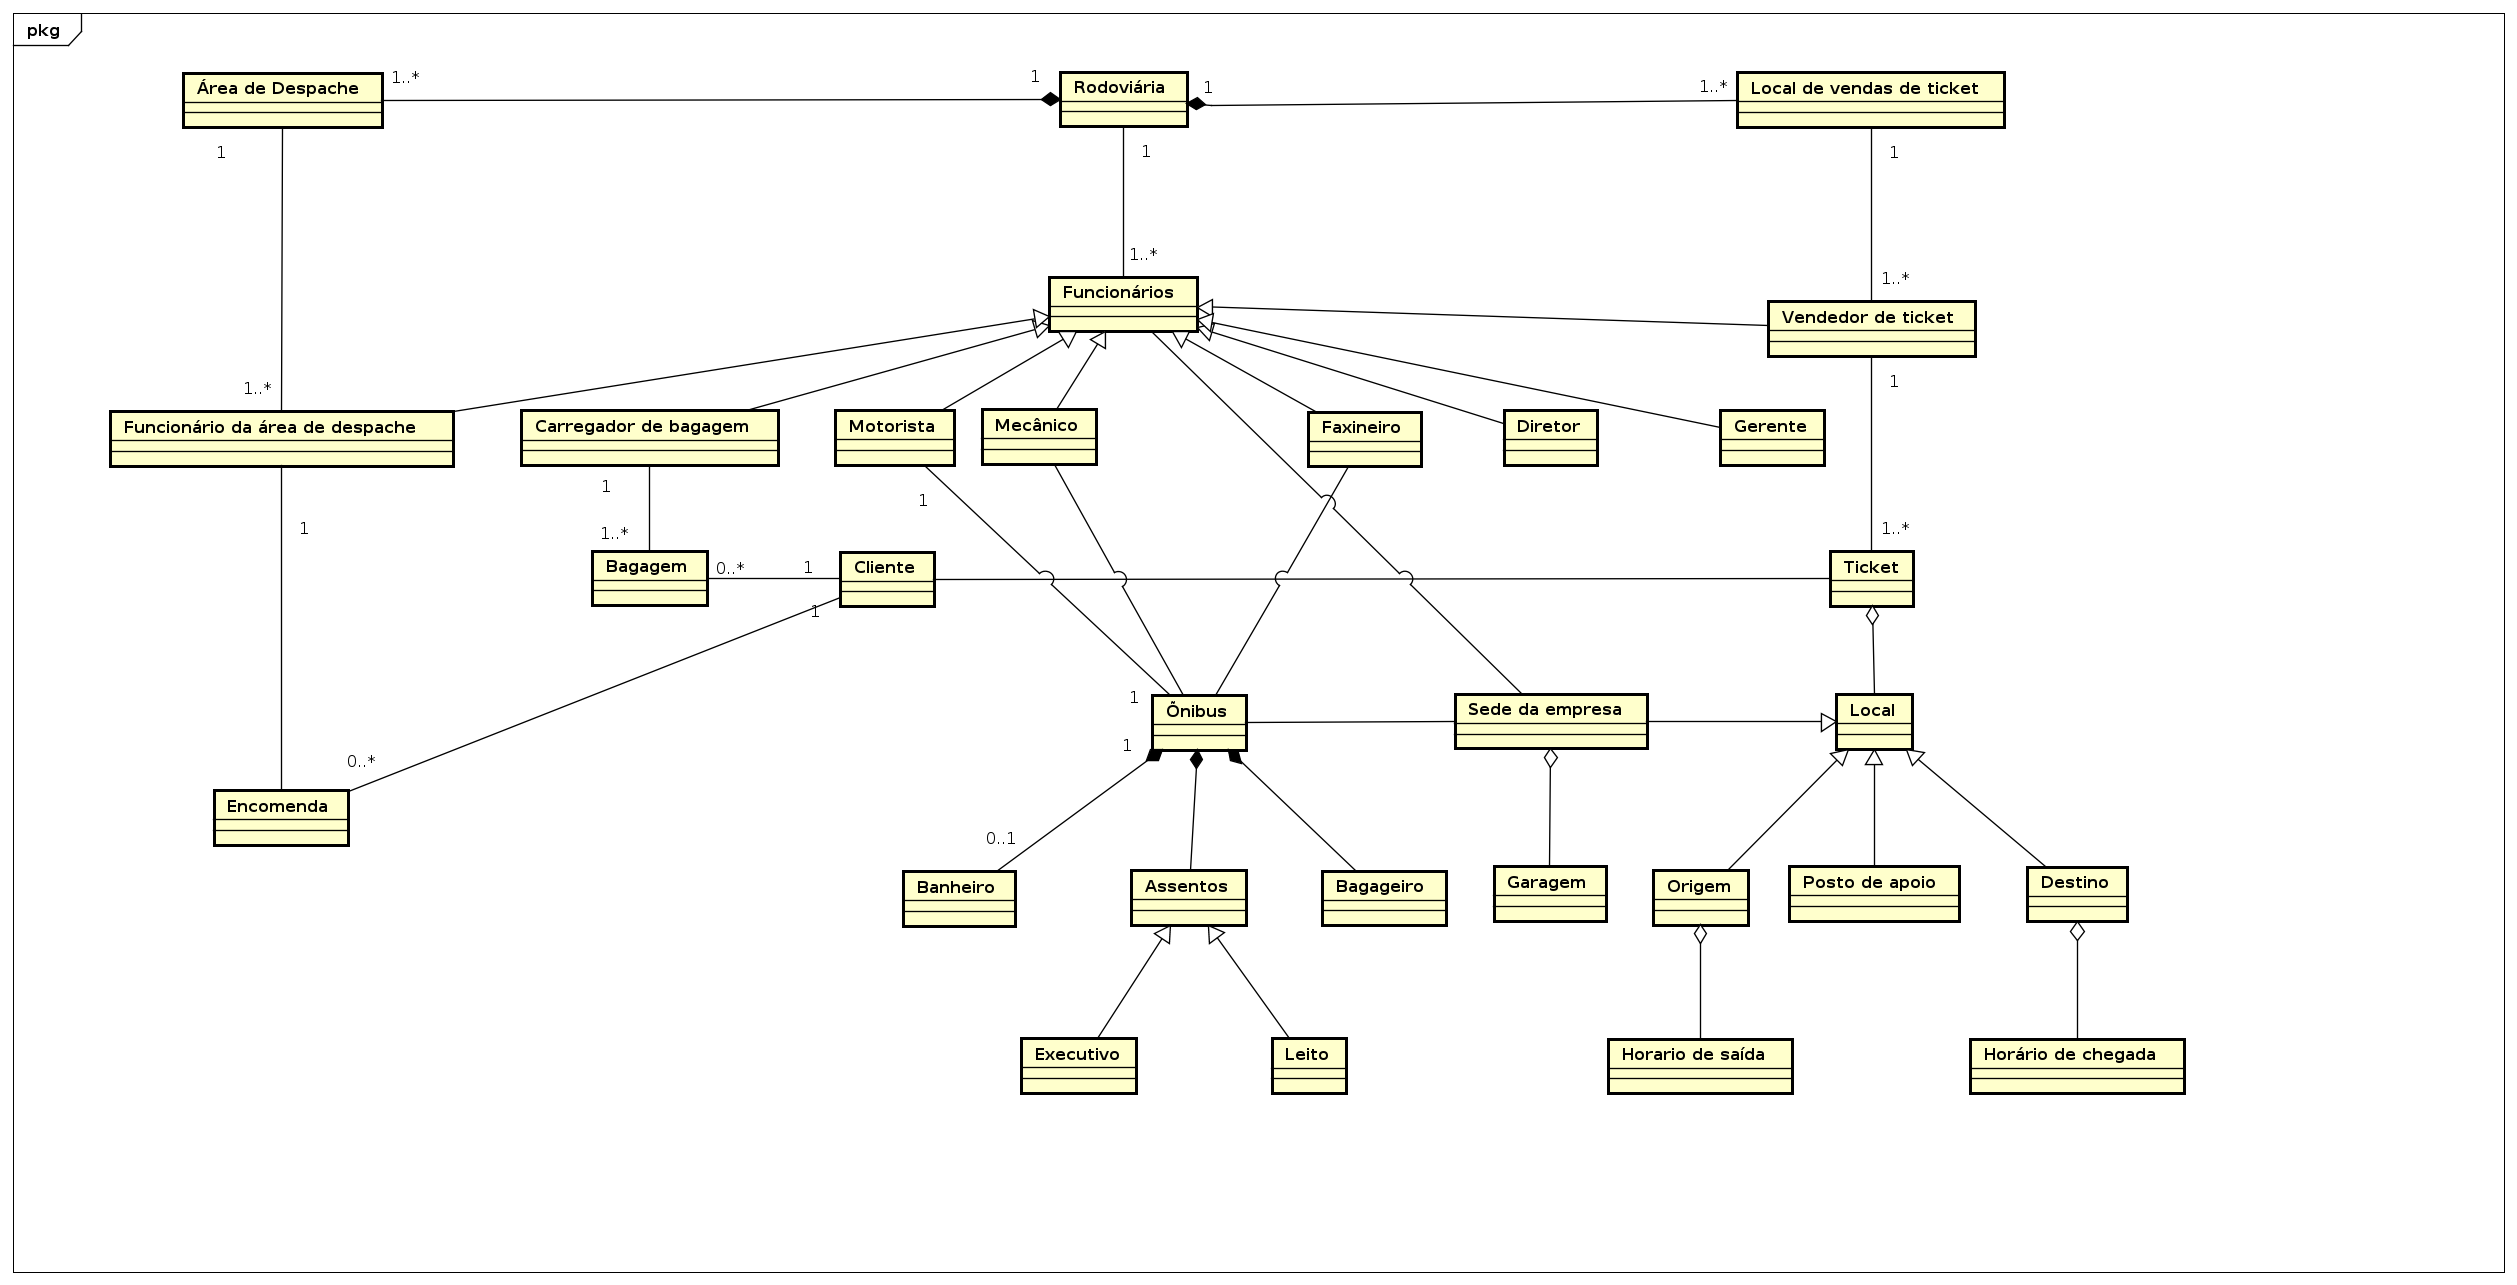 pkg
Área de Despache
1..*
1
Rodoviária
1
1..*
Local de vendas de ticket
1
1
1
1..*
1..*
Funcionários
Vendedor de ticket
1..*
1
Funcionário da área de despache
Carregador de bagagem
Motorista
Mecânico
Faxineiro
Diretor
Gerente
1
1
1
1..*
1..*
Bagagem
0..*
1
Cliente
Ticket
1
1
Õnibus
Sede da empresa
Local
1
0..*
Encomenda
0..1
Banheiro
Assentos
Bagageiro
Garagem
Origem
Posto de apoio
Destino
Executivo
Leito
Horario de saída
Horário de chegada